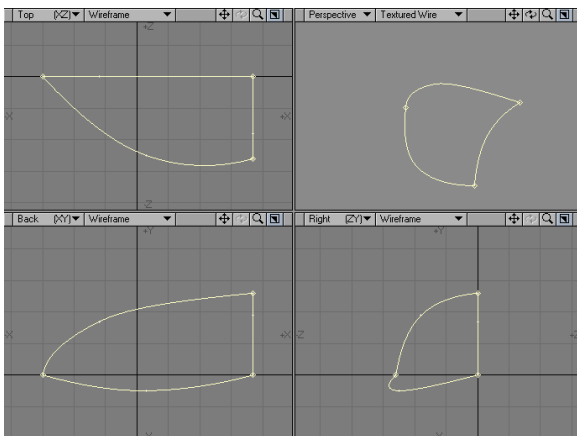 Top (XZ) Wireframe
Perspective Textured Wire
+Z
-X
+X
-Z
Back (XY) Wireframe
Right (ZY) Wireframe
+Y
+Y
-X
+X
-Z
+Z
-Y
-Y